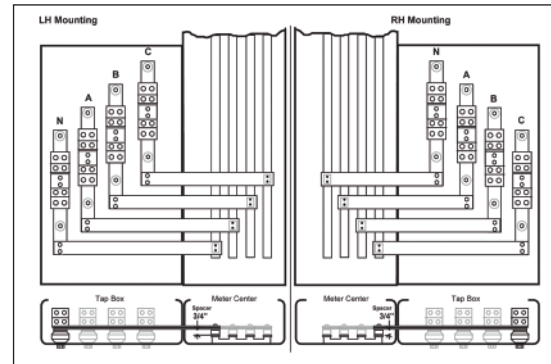 LH Mounting
RH Mounting
C
B
A
N
N
A
B
C
Tap Box
Meter Center
Spacer
3/4"
Meter Center
Tap Box
Spacer
3/4"